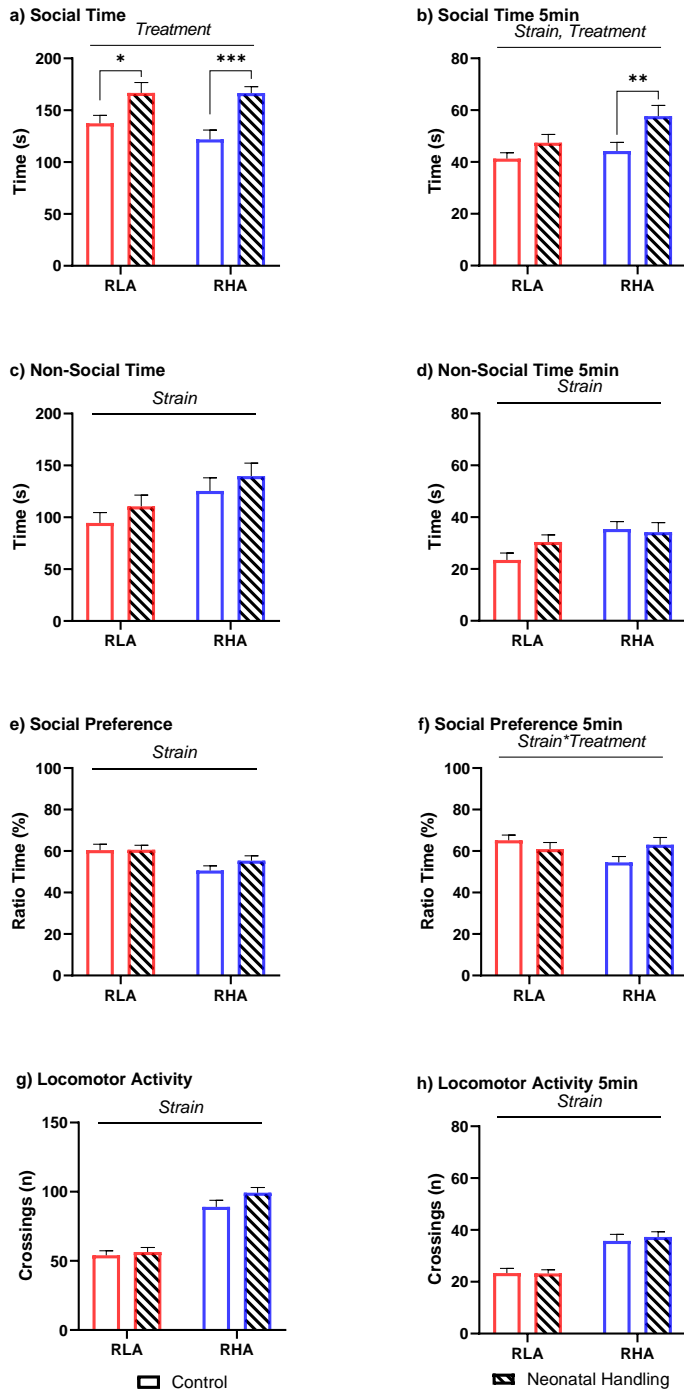 a) Social Time
Treatment
* ***
200
150
100
50
0
Time (s)
RLA RHA
b) Social Time 5min
Strain, Treatment
**
80
60
40
20
0
Time (s)
RLA RHA
c) Non-Social Time
Strain
200
150
100
50
0
Time (s)
RLA RHA
d) Non-Social Time 5min
Strain
80
60
40
20
0
Time (s)
RLA RHA
e) Social Preference
Strain
100
80
60
40
20
0
Ratio Time (%)
RLA RHA
f) Social Preference 5min
Strain*Treatment
100
80
60
40
20
0
Ratio Time (%)
RLA RHA
g) Locomotor Activity
Strain
150
100
50
0
Crossings (n)
RLA RHA
h) Locomotor Activity 5min
Strain
80
60
40
20
0
Crossings (n)
RLA RHA
Control
Neonatal Handling